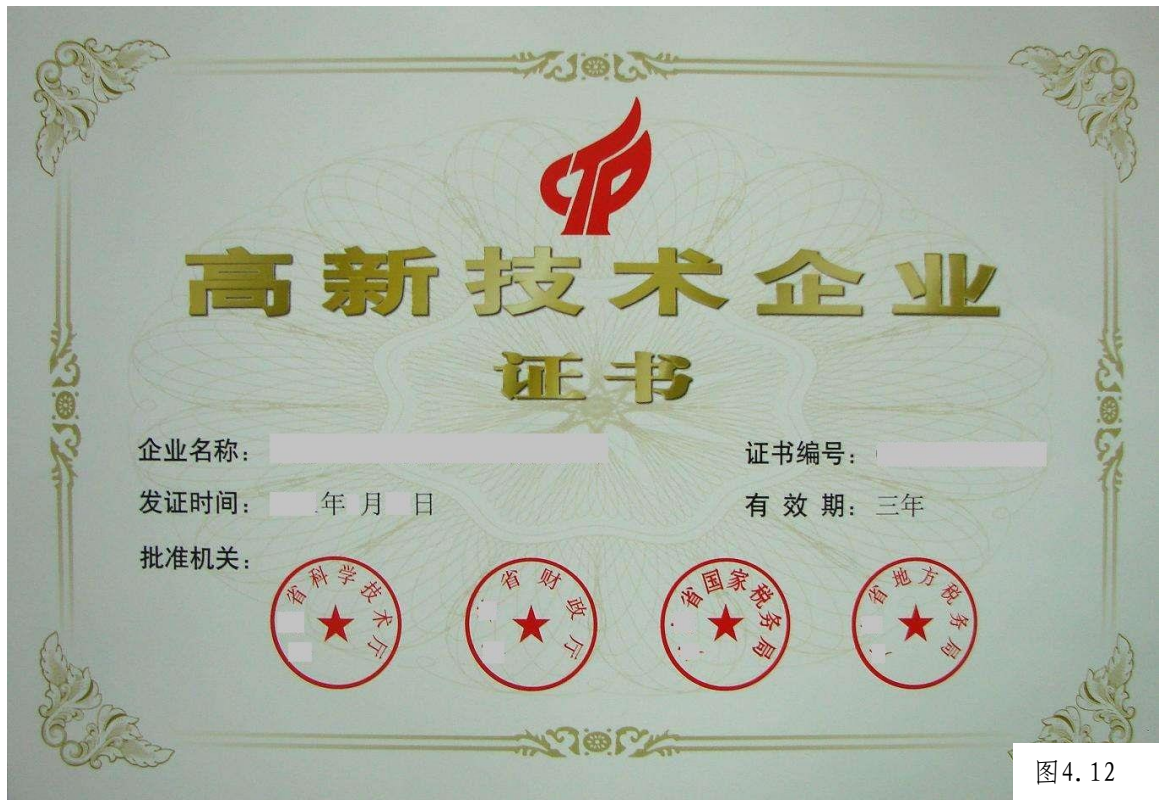 高新技术企业
证书
企业名称：
证书编号：
发证时间： 年 月 日
有效期：三年
批准机关：
省科学技术厅
省财政厅
省国家税务局
省地方税务局
图4.12